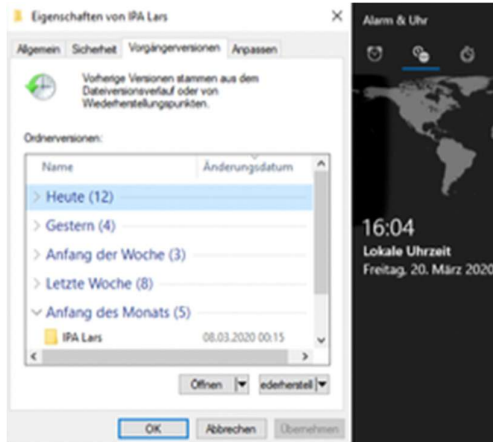 Eigenschaften von IPA Lars
Allgemein Sicherheit Vorgängerversionen Anpassen
Vorherige Versionen stammen aus dem
Dateiversionsverlauf oder von
Wiederherstellungspunkten.
Ordnerversionen:
Name Änderungsdatum
Heute (12)
Gestern (4)
Anfang der Woche (3)
Letzte Woche (8)
Anfang des Monats (5)
IPA Lars 08.03.2020 00:15
Öffnen ederherstell
OK Abbrechen Übernehmen
Alarm & Uhr
16:04
Lokale Uhrzeit
Freitag, 20. März 2020